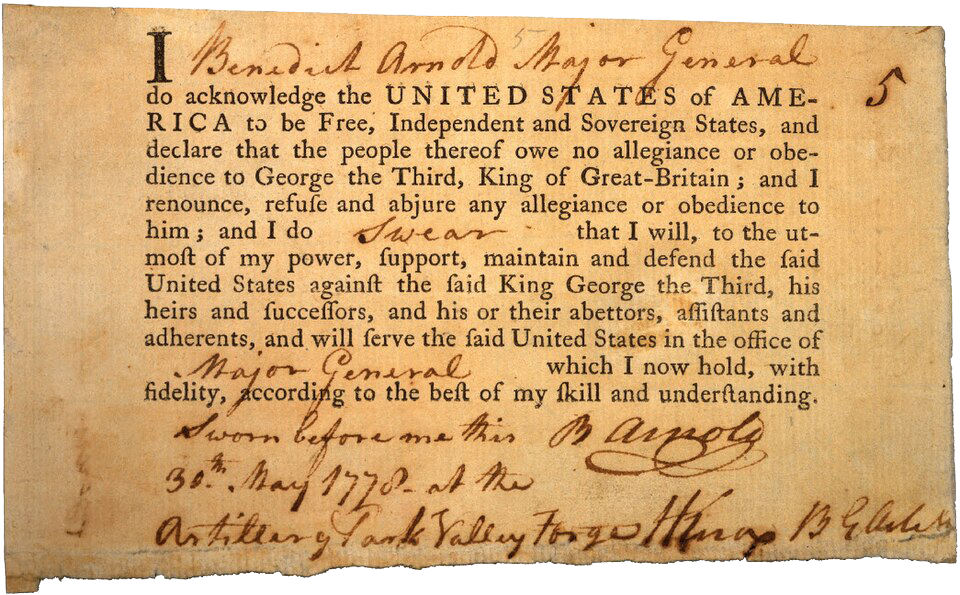 I Benedict Arnold Major General
5
do acknowledge the UNITED STATES of AME-
5
RICA to be Free, Independent and Sovereign States, and
declare that the people thereof owe no allegiance or obe-
dience to George the Third, King of Great-Britain; and I
renounce, refuſe and abjure any allegiance or obedience to
him; and I do Swear that I will, to the ut-
moſt of my power, ſupport, maintain and defend the ſaid
United States againſt the ſaid King George the Third, his
heirs and ſucceſſors, and his or their abettors, aſſiſtants and
adherents, and will ſerve the ſaid United States in the office of
Major General which I now hold, with
fidelity, according to the beſt of my ſkill and underſtanding.
Sworn before me this B Arnold
30th May 1778 - at the
Artillery Park Valley Forge HKnox B G